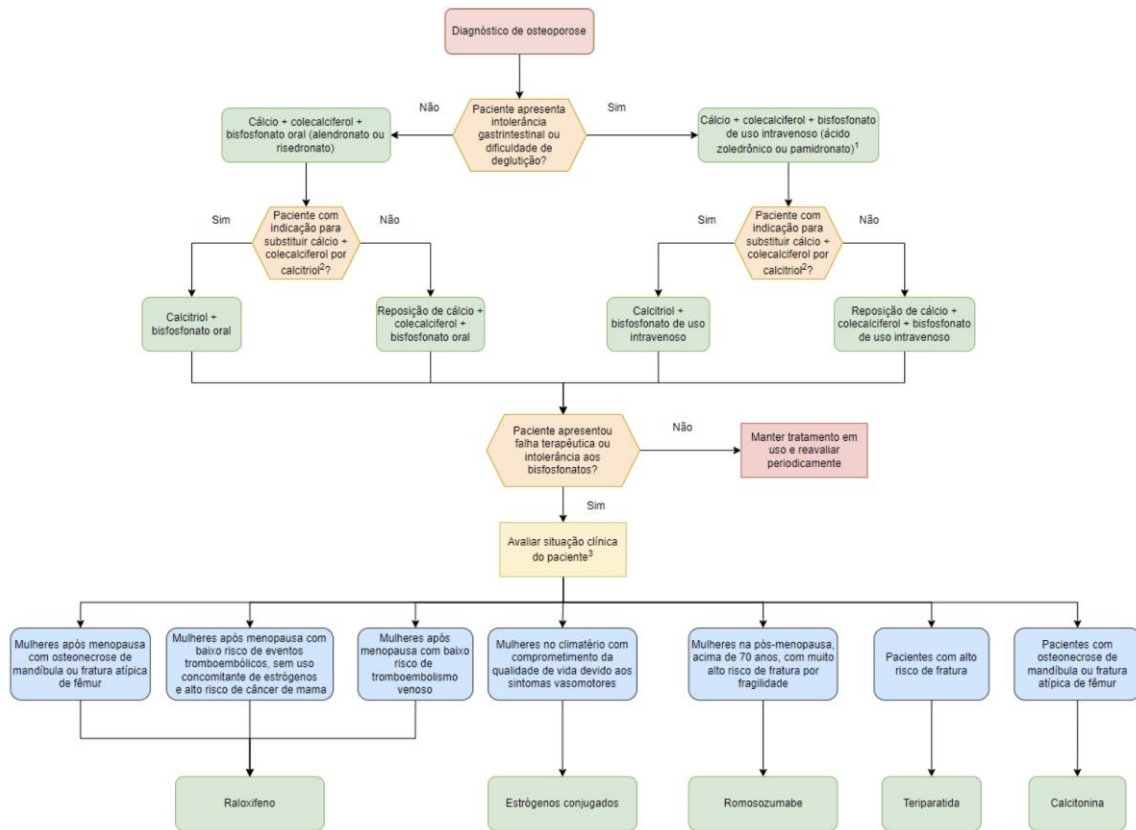 Diagnóstico de osteoporose
Não
Paciente apresenta
intolerância
gastrintestinal ou
dificuldade de
deglutição?
Sim
Cálcio + colecalciferol +
bisfosfonato oral (alendronato ou
risedronato)
Cálcio + colecalciferol + bisfosfonato
de uso intravenoso (ácido
zoledrônico ou pamidronato)¹
Sim
Paciente com
indicação para
substituir cálcio +
colecalciferol por
calcitriol²?
Não
Sim
Paciente com
indicação para
substituir cálcio +
colecalciferol por
calcitriol²?
Não
Calcitriol +
bisfosfonato oral
Reposição de cálcio +
colecalciferol +
bisfosfonato oral
Calcitriol +
bisfosfonato de uso
intravenoso
Reposição de cálcio +
colecalciferol + bisfosfonato
de uso intravenoso
Paciente apresentou
falha terapêutica ou
intolerância aos
bisfosfonatos?
Não
Manter tratamento em
uso e reavaliar
periodicamente
Sim
Avaliar situação clínica
do paciente³
Mulheres após menopausa
com osteonecrose de
mandíbula ou fratura atípica
de fêmur
Mulheres após menopausa com
baixo risco de eventos
tromboembólicos, sem uso
concomitante de estrógenos
e alto risco de câncer de mama
Mulheres após
menopausa com baixo
risco de
tromboembolismo
venoso
Mulheres no climatério com
comprometimento da
qualidade de vida devido aos
sintomas vasomotores
Mulheres na pós-menopausa,
acima de 70 anos, com muito
alto risco de fratura por
fragilidade
Pacientes com alto
risco de fratura
Pacientes com
osteonecrose de
mandíbula ou fratura
atípica de fêmur
Raloxifeno
Estrógenos conjugados
Romosozumabe
Teriparatida
Calcitonina